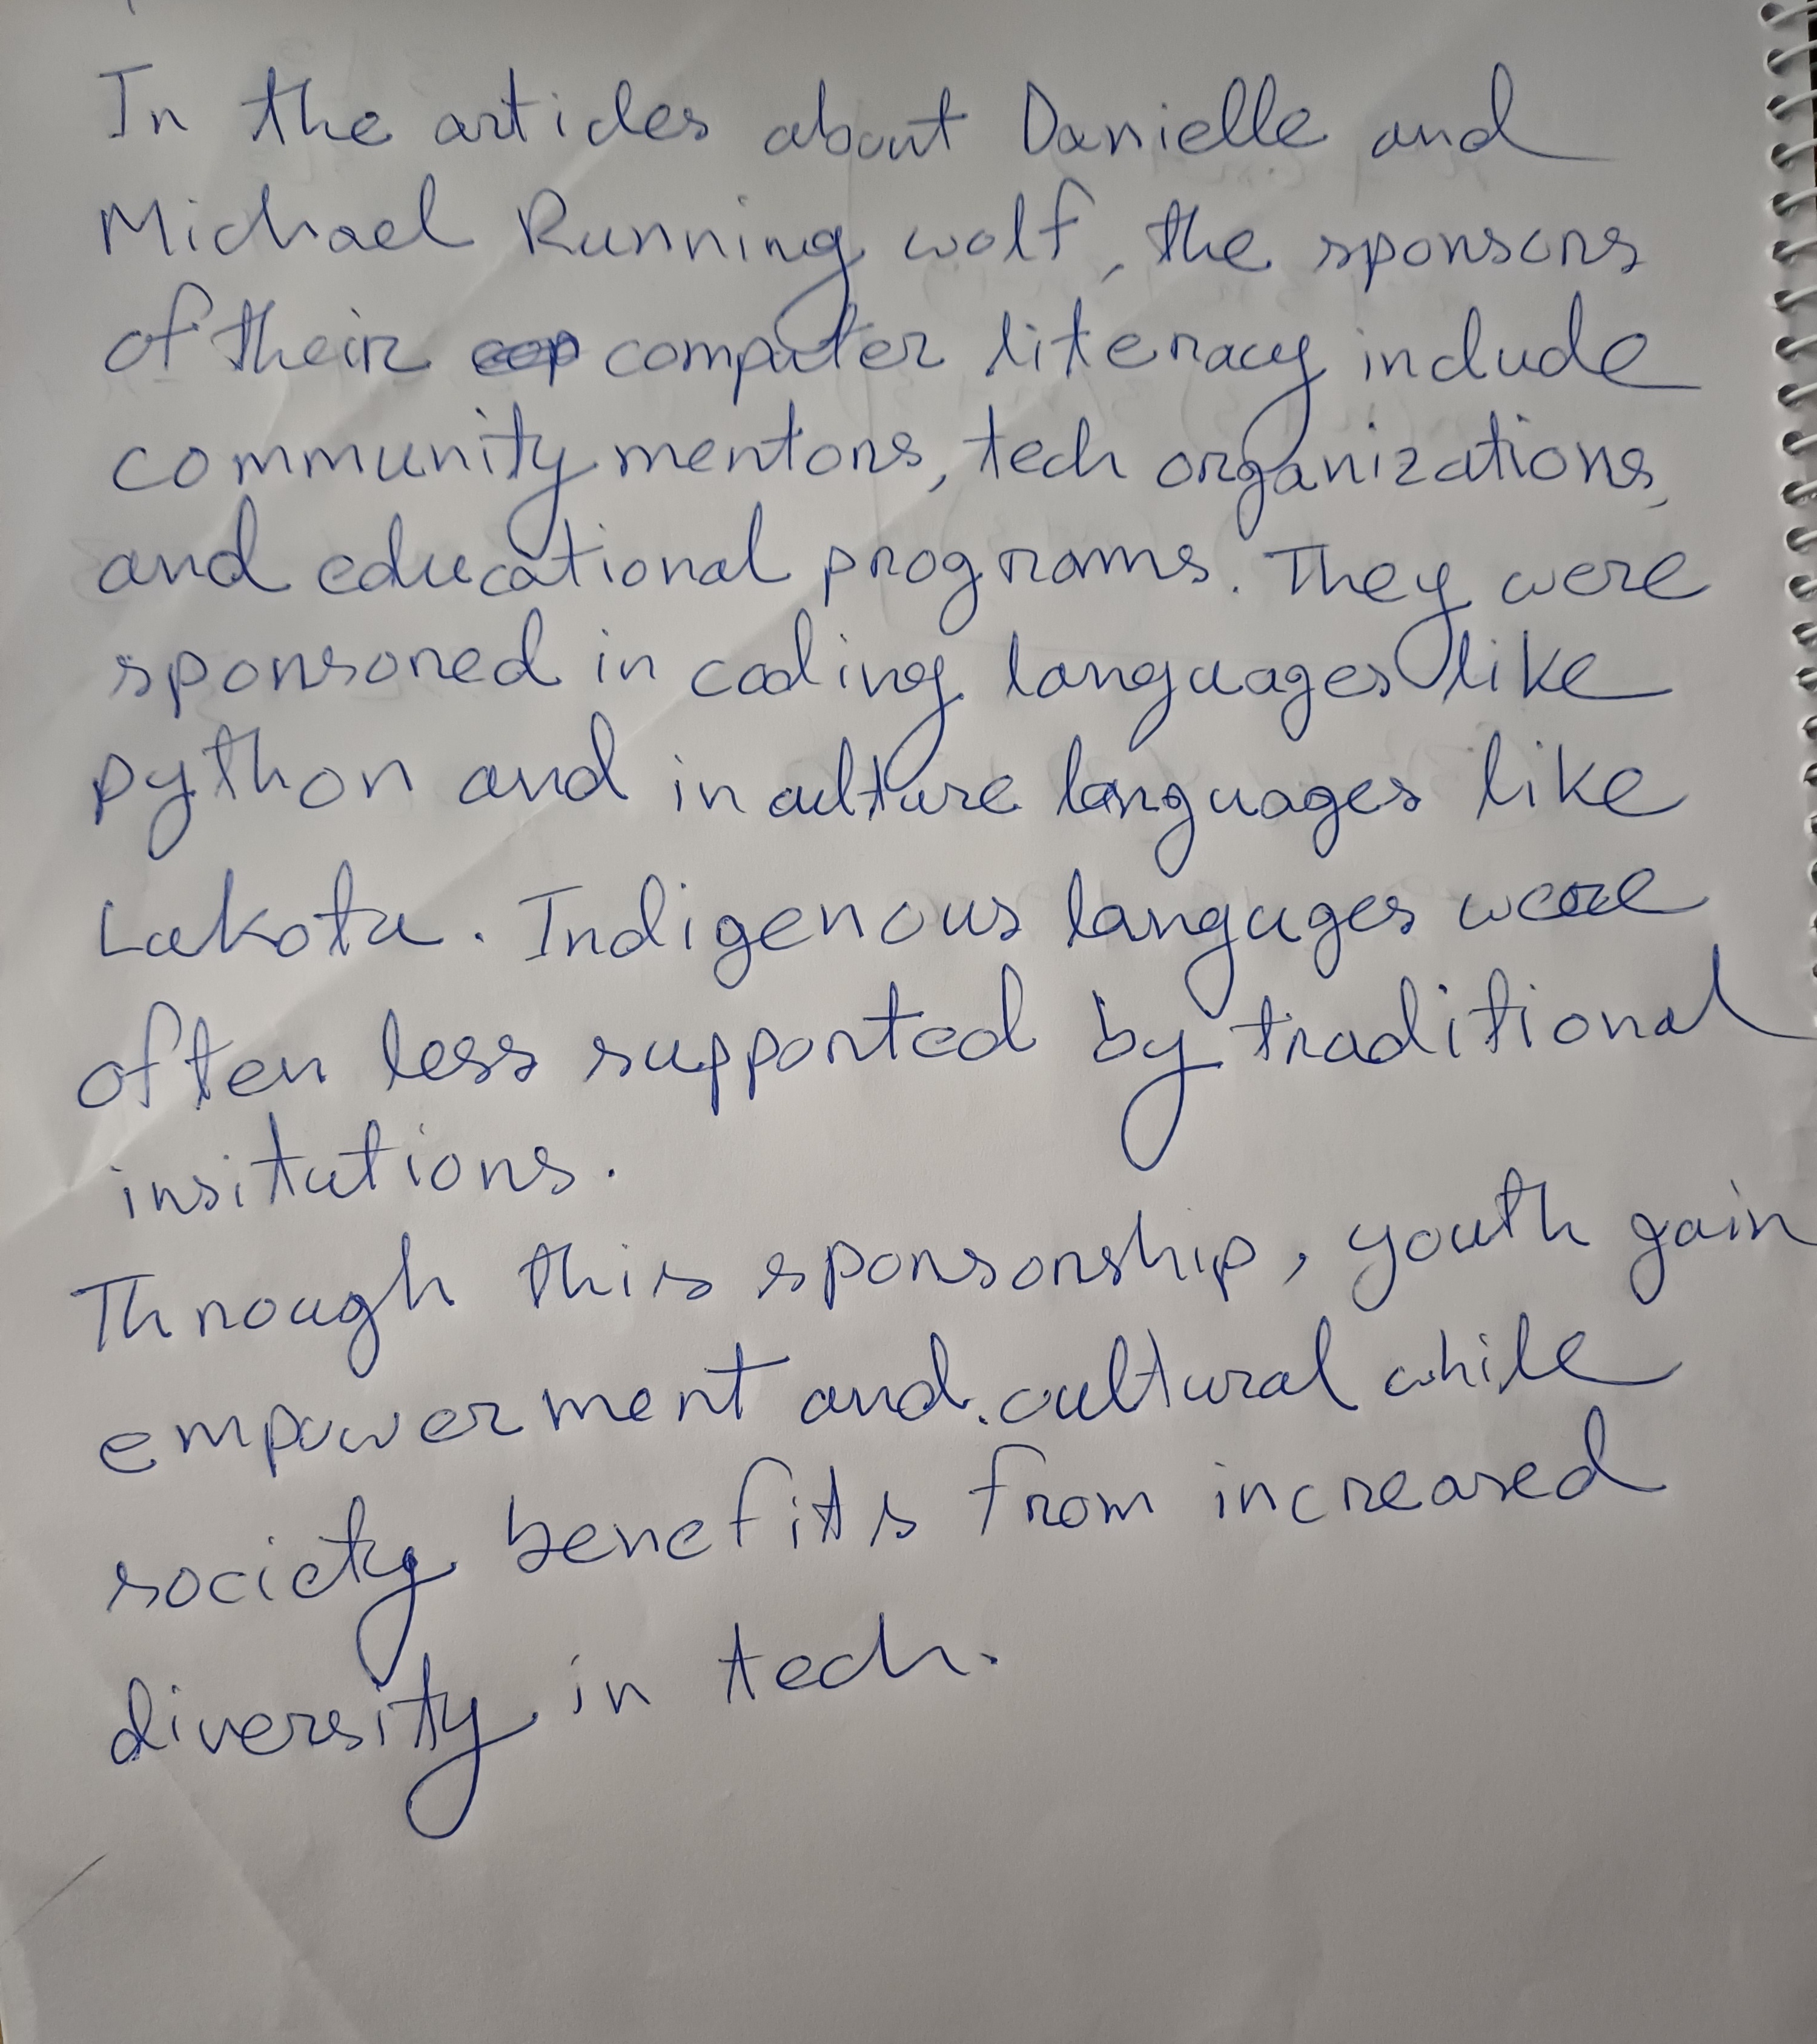 In the articles about Danielle and
Michael Running wolf, the sponsors
of their computer literacy include
community mentors, tech organizations,
and educational programs. They were
sponsored in coding languages like
python and in culture languages like
Lakota. Indigenous languges were
often less supported by traditional
insitutions.
Through this sponsorship, youth gain
empowerment and cultural while
society benefits from increased
diversity in tech.